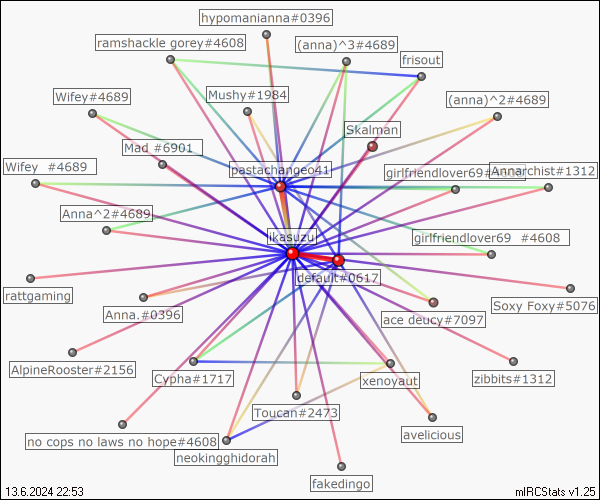 hypomanianna#0396
ramshackle gorey#4608
(anna)^3#4689
frisout
Wifey#4689
Mushy#1984
(anna)^2#4689
Skalman
Mad #6901
Wifey #4689
pastachangeo41
girlfriendlover69#
Annarchist#1312
Anna^2#4689
ikasuzu
girlfriendlover69 #4608
default#0617
rattgaming
Anna.#0396
Soxy Foxy#5076
ace deucy#7097
AlpineRooster#2156
Cypha#1717
xenoyaut
zibbits#1312
Toucan#2473
no cops no laws no hope#4608
avelicious
neokingghidorah
fakedingo
13.6.2024 22:53
mIRCStats v1.25